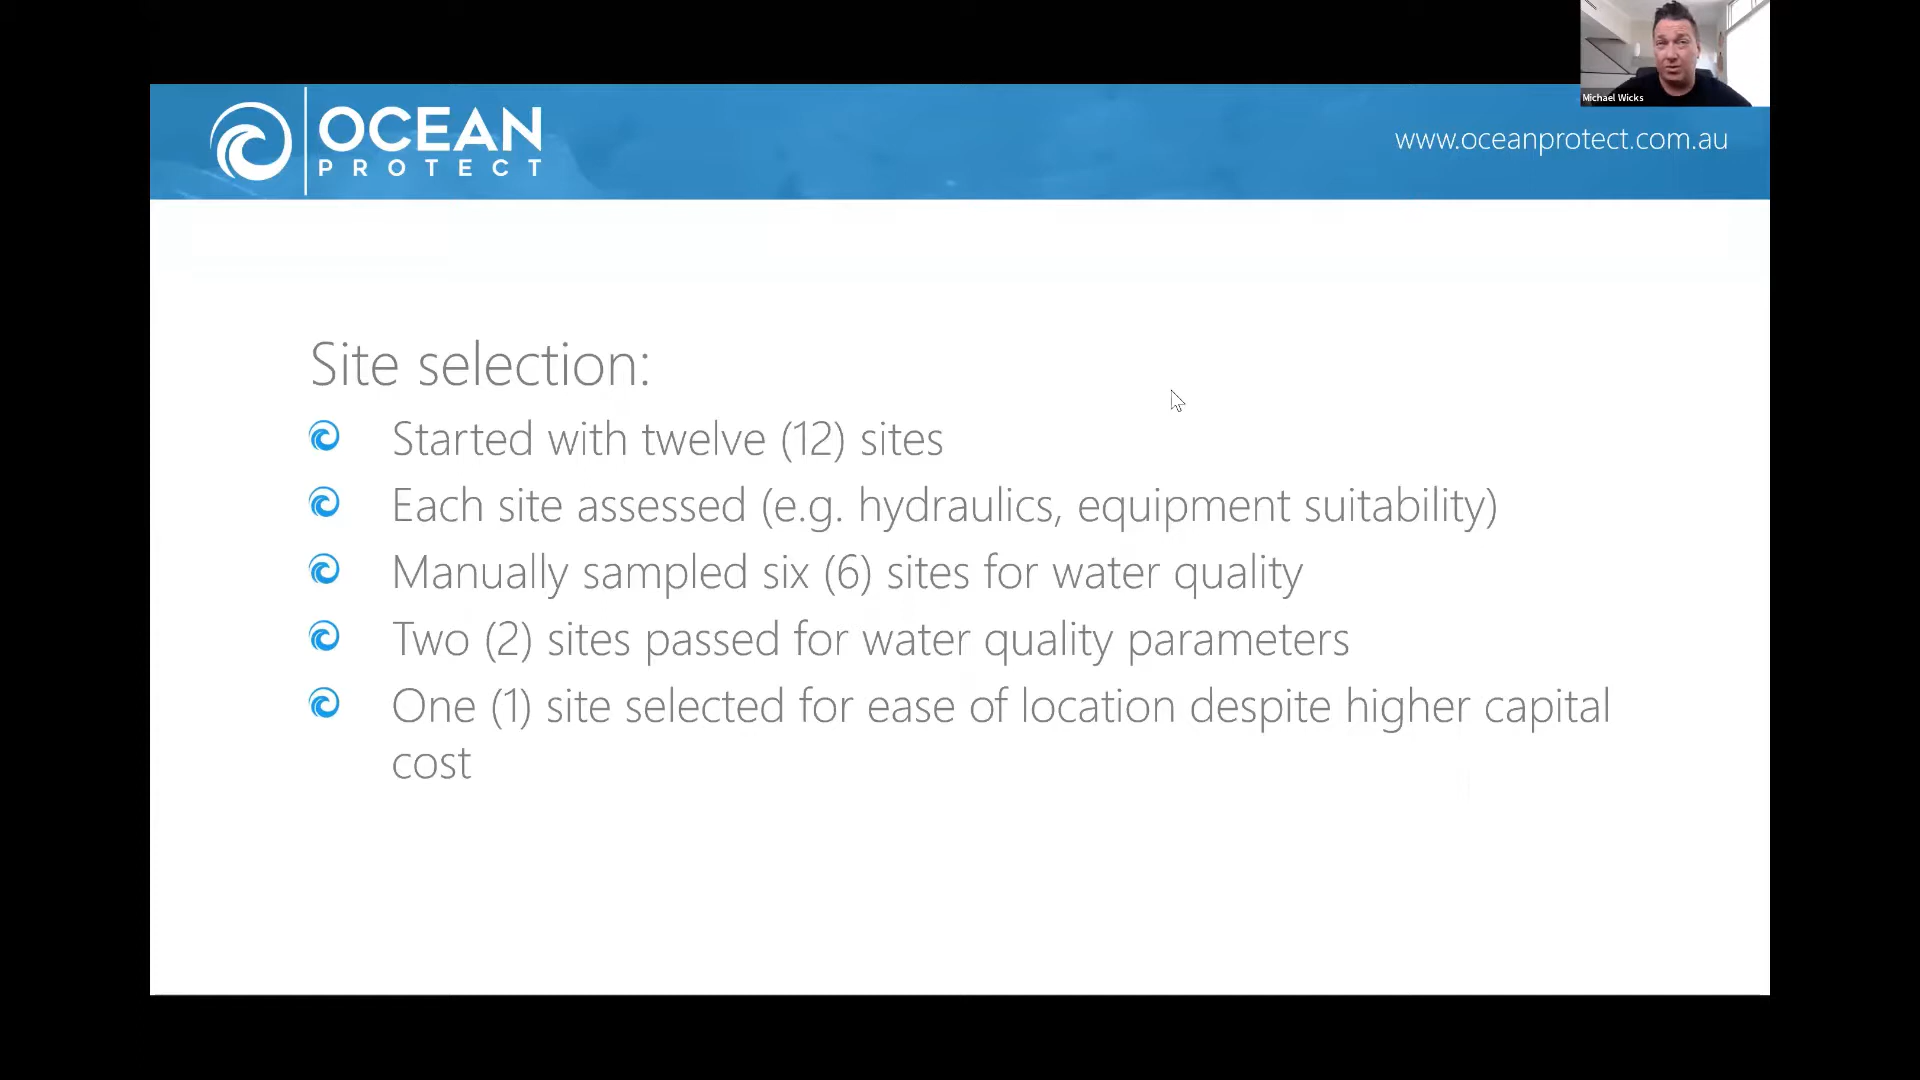 Michael Wicks
OCEAN
PROTECT
www.oceanprotect.com.au
Site selection:
Started with twelve (12) sites
Each site assessed (e.g. hydraulics, equipment suitability)
Manually sampled six (6) sites for water quality
Two (2) sites passed for water quality parameters
One (1) site selected for ease of location despite higher capital
cost